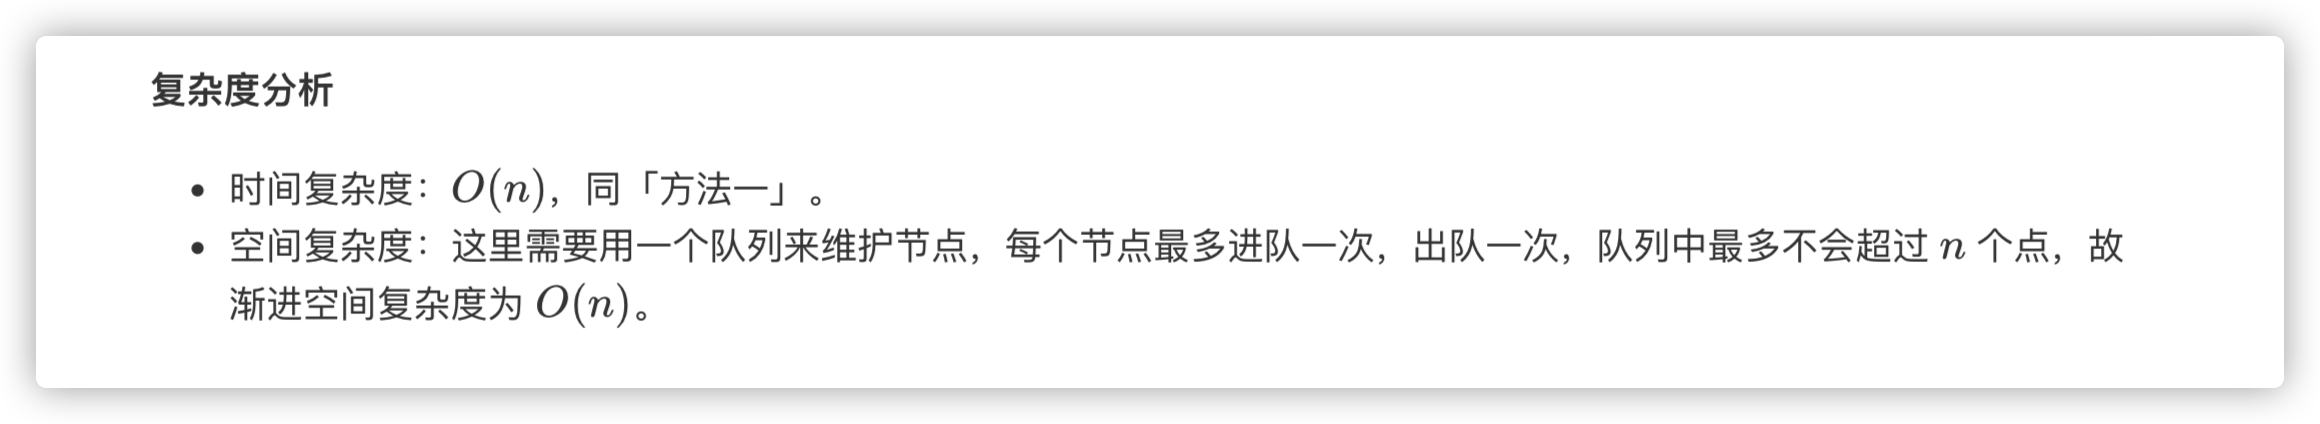 复杂度分析
• 时间复杂度：O(n)，同「方法一」。
• 空间复杂度：这里需要用一个队列来维护节点，每个节点最多进队一次，出队一次，队列中最多不会超过 n 个点，故
渐进空间复杂度为 O(n)。